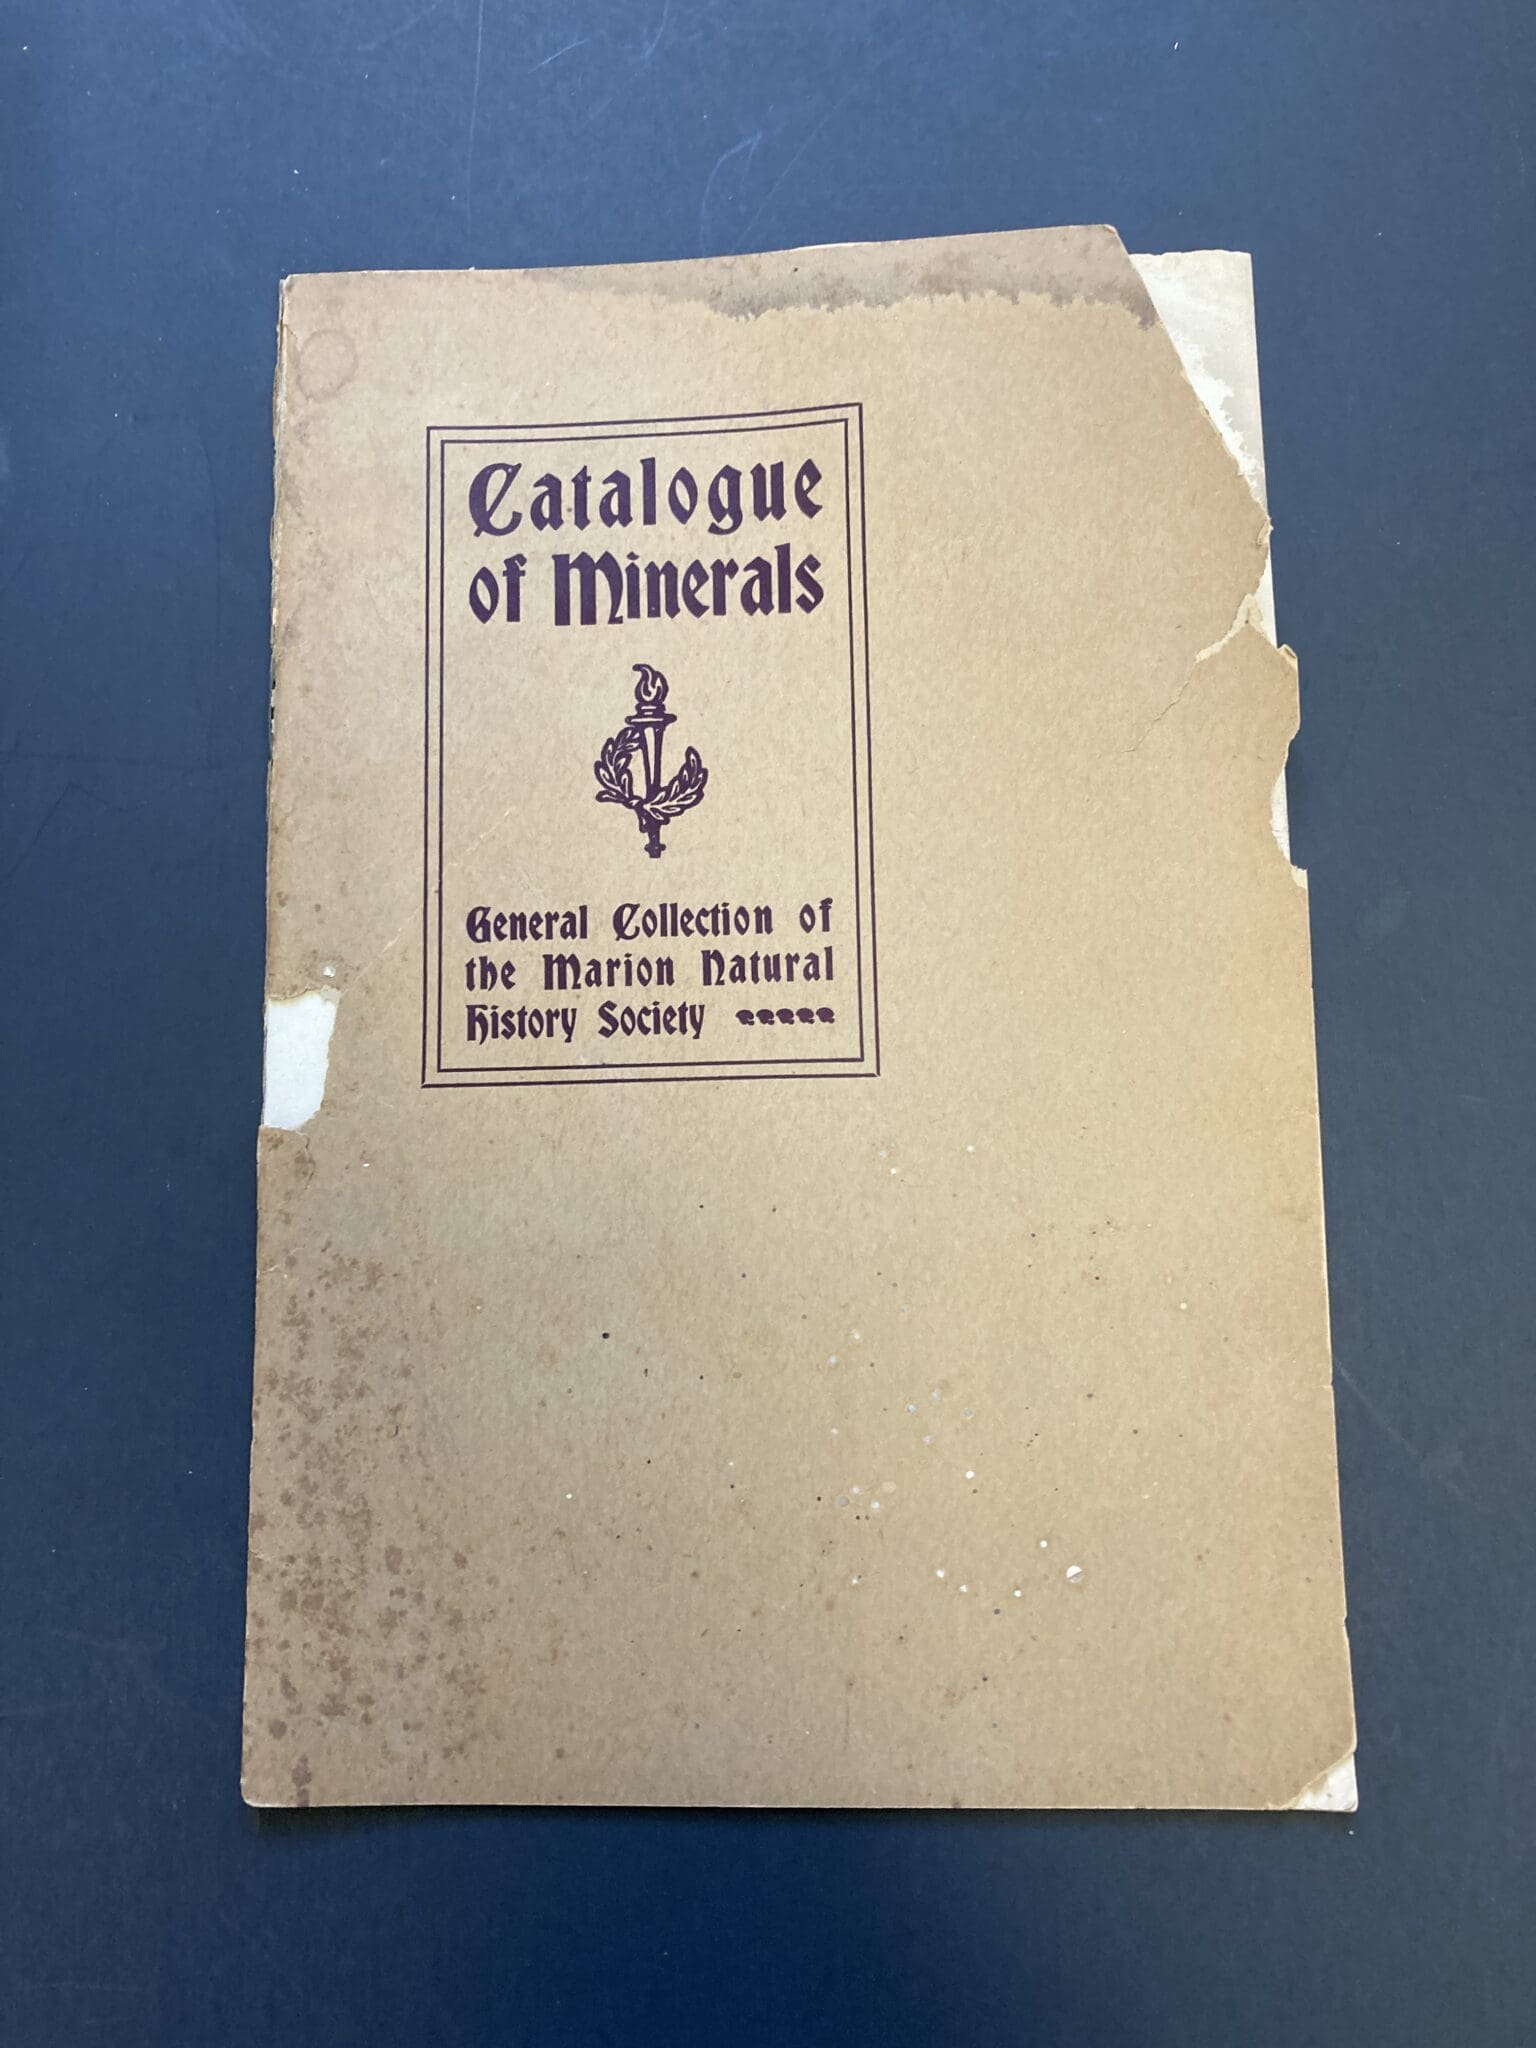 Catalogue
of Minerals
General Collection of
the Marion Natural
History Society